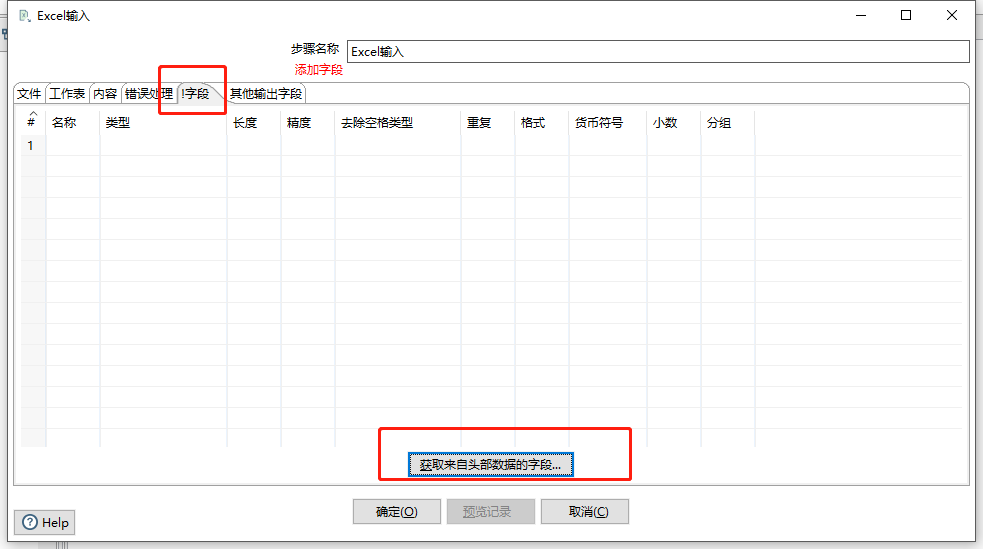 Excel输入
步骤名称 Excel输入
添加字段
文件 工作表 内容 错误处理 !字段 其他输出字段
# 名称 类型 长度 精度 去除空格类型 重复 格式 货币符号 小数 分组
1
获取来自头部数据的字段...
确定(O) 预览记录 取消(C)
Help